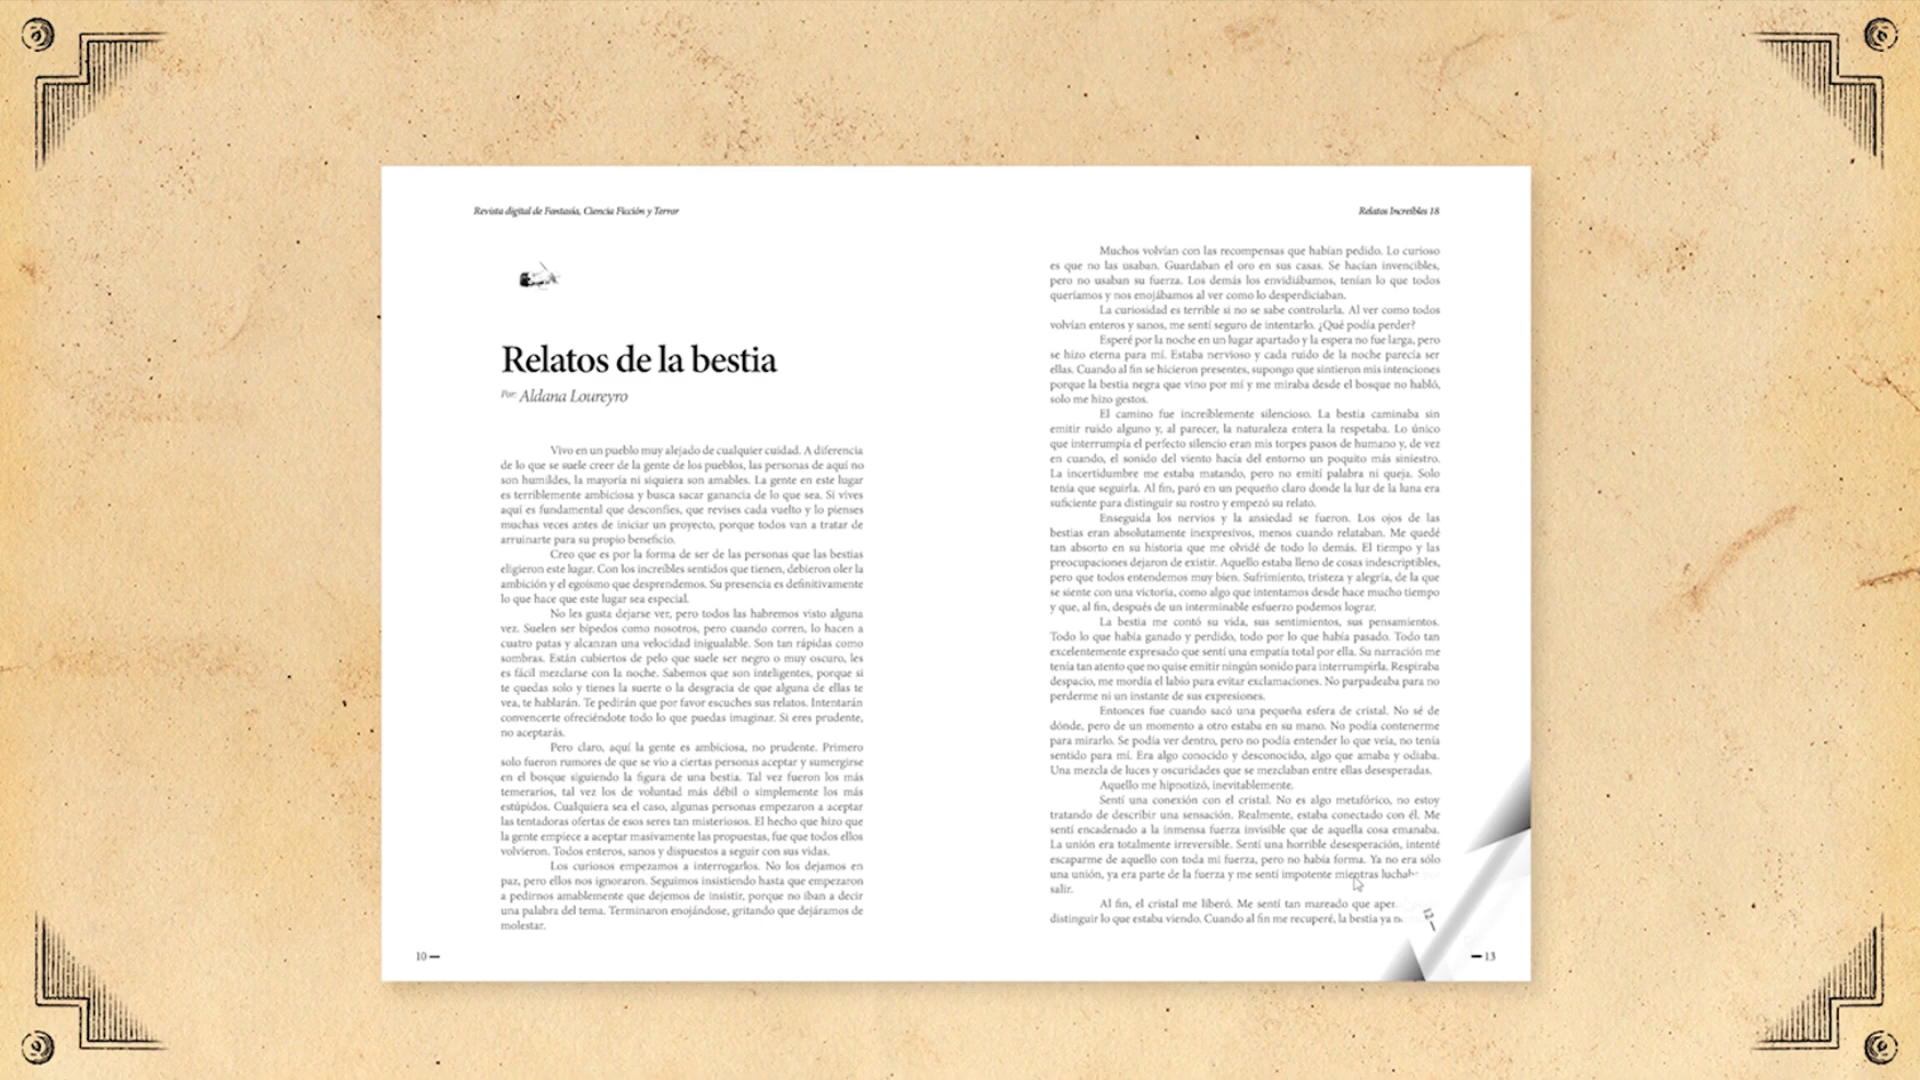 Revista digital de Fantasía, Ciencia Ficción y Terror
Relatos de la bestia
Por: Aldana Loureyro
Vivo en un pueblo muy alejado de cualquier cuidad. A diferencia
de lo que se suele creer de la gente de los pueblos, las personas de aquí no
son humildes, la mayoría ni siquiera son amables. La gente en este lugar
es terriblemente ambiciosa y busca sacar ganancia de lo que sea. Si vives
aquí es fundamental que desconfíes, que revises cada vuelto y lo pienses
muchas veces antes de iniciar un proyecto, porque todos van a tratar de
arruinarte para su propio beneficio.
Creo que es por la forma de ser de las personas que las bestias
eligieron este lugar. Con los increíbles sentidos que tienen, debieron oler la
ambición y el egoísmo que desprendemos. Su presencia es definitivamente
lo que hace que este lugar sea especial.
No les gusta dejarse ver, pero todos las habremos visto alguna
vez. Suelen ser bípedos como nosotros, pero cuando corren, lo hacen a
cuatro patas y alcanzan una velocidad inigualable. Son tan rápidas como
sombras. Están cubiertos de pelo que suele ser negro o muy oscuro, les
es fácil mezclarse con la noche. Sabemos que son inteligentes, porque si
te quedas solo y tienes la suerte o la desgracia de que alguna de ellas te
vea, te hablarán. Te pedirán que por favor escuches sus relatos. Intentarán
convencerte ofreciéndote todo lo que puedas imaginar. Si eres prudente,
no aceptarás.
Pero claro, aquí la gente es ambiciosa, no prudente. Primero
solo fueron rumores de que se vio a ciertas personas aceptar y sumergirse
en el bosque siguiendo la figura de una bestia. Tal vez fueron los más
temerarios, tal vez los de voluntad más débil o simplemente los más
estúpidos. Cualquiera sea el caso, algunas personas empezaron a aceptar
las tentadoras ofertas de esos seres tan misteriosos. El hecho que hizo que
la gente empiece a aceptar masivamente las propuestas, fue que todos ellos
volvieron. Todos enteros, sanos y dispuestos a seguir con sus vidas.
Los curiosos empezamos a interrogarlos. No los dejamos en
paz, pero ellos nos ignoraron. Seguimos insistiendo hasta que empezaron
a pedirnos amablemente que dejemos de insistir, porque no iban a decir
una palabra del tema. Terminaron enojándose, gritando que dejáramos de
molestar.
10
Relatos Increíbles 18
Muchos volvían con las recompensas que habían pedido. Lo curioso
es que no las usaban. Guardaban el oro en sus casas. Se hacían invencibles,
pero no usaban su fuerza. Los demás los envidiábamos, tenían lo que todos
queríamos y nos enojábamos al ver como lo desperdiciaban.
La curiosidad es terrible si no se sabe controlarla. Al ver como todos
volvían enteros y sanos, me sentí seguro de intentarlo. ¿Qué podía perder?
Esperé por la noche en un lugar apartado y la espera no fue larga, pero
se hizo eterna para mí. Estaba nervioso y cada ruido de la noche parecía ser
ellas. Cuando al fin se hicieron presentes, supongo que sintieron mis intenciones
porque la bestia negra que vino por mí y me miraba desde el bosque no habló,
solo me hizo gestos.
El camino fue increíblemente silencioso. La bestia caminaba sin
emitir ruido alguno y, al parecer, la naturaleza entera la respetaba. Lo único
que interrumpía el perfecto silencio eran mis torpes pasos de humano y, de vez
en cuando, el sonido del viento hacía del entorno un poquito más siniestro.
La incertidumbre me estaba matando, pero no emití palabra ni queja. Solo
tenía que seguirla. Al fin, paró en un pequeño claro donde la luz de la luna era
suficiente para distinguir su rostro y empezó su relato.
Enseguida los nervios y la ansiedad se fueron. Los ojos de las
bestias eran absolutamente inexpresivos, menos cuando relataban. Me quedé
tan absorto en su historia que me olvidé de todo lo demás. El tiempo y las
preocupaciones dejaron de existir. Aquello estaba lleno de cosas indescriptibles,
pero que todos entendemos muy bien. Sufrimiento, tristeza y alegría, de la que
se siente con una victoria, como algo que intentamos desde hace mucho tiempo
y que, al fin, después de un interminable esfuerzo podemos lograr.
La bestia me contó su vida, sus sentimientos, sus pensamientos.
Todo lo que había ganado y perdido, todo por lo que había pasado. Todo tan
excelentemente expresado que sentí una empatía total por ella. Su narración me
tenía tan atento que no quise emitir ningún sonido para interrumpirla. Respiraba
despacio, me mordía el labio para evitar exclamaciones. No parpadeaba para no
perderme ni un instante de sus expresiones.
Entonces fue cuando sacó una pequeña esfera de cristal. No sé de
dónde, pero de un momento a otro estaba en su mano. No podía contenerme
para mirarlo. Se podía ver dentro, pero no podía entender lo que veía, no tenía
sentido para mí. Era algo conocido y desconocido, algo que amaba y odiaba.
Una mezcla de luces y oscuridades que se mezclaban entre ellas desesperadas.
Aquello me hipnotizó, inevitablemente.
Sentí una conexión con el cristal. No es algo metafórico, no estoy
tratando de describir una sensación. Realmente, estaba conectado con él. Me
sentí encadenado a la inmensa fuerza invisible que de aquella cosa emanaba.
La unión era totalmente irreversible. Sentí una horrible desesperación, intenté
escaparme de aquello con toda mi fuerza, pero no había forma. Ya no era sólo
una unión, ya era parte de la fuerza y me sentí impotente mientras luchaba
salir.
Al fin, el cristal me liberó. Me sentí tan mareado que aper
distinguir lo que estaba viendo. Cuando al fin me recuperé, la bestia ya n
12
13